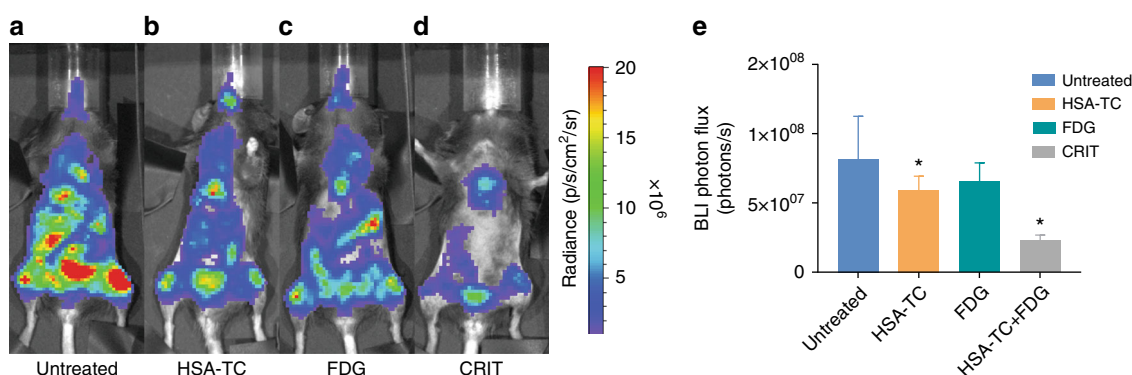 a
b
c
d
e
Untreated
HSA-TC
FDG
CRIT
20
15
10
5
Radiance (p/s/cm²/sr)
×10⁶
2×10⁰⁸
1×10⁰⁸
5×10⁰⁷
0
BLI photon flux
(photons/s)
Untreated
HSA-TC
FDG
CRIT
*
*
Untreated
HSA-TC
FDG
HSA-TC+FDG